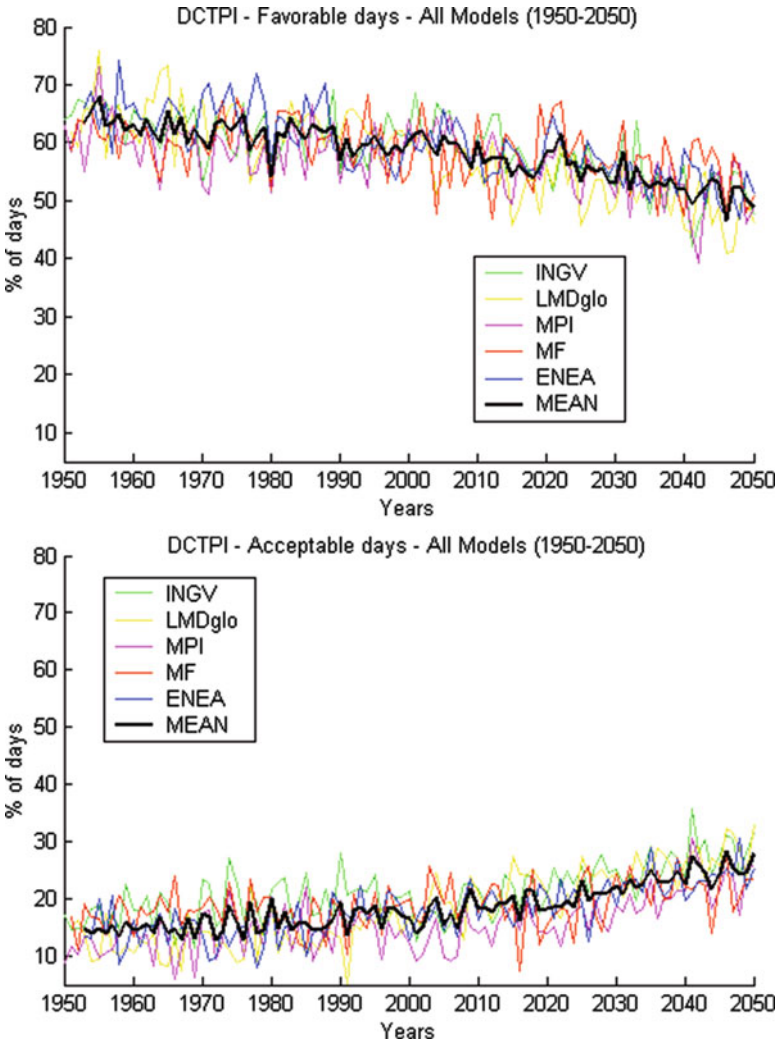 DCTPI - Favorable days - All Models (1950-2050)
80
70
60
50
40
30
20
10
% of days
INGV
LMDglo
MPI
MF
ENEA
MEAN
1950 1960 1970 1980 1990 2000 2010 2020 2030 2040 2050
Years
DCTPI - Acceptable days - All Models (1950-2050)
80
70
60
50
40
30
20
10
% of days
INGV
LMDglo
MPI
MF
ENEA
MEAN
1950 1960 1970 1980 1990 2000 2010 2020 2030 2040 2050
Years